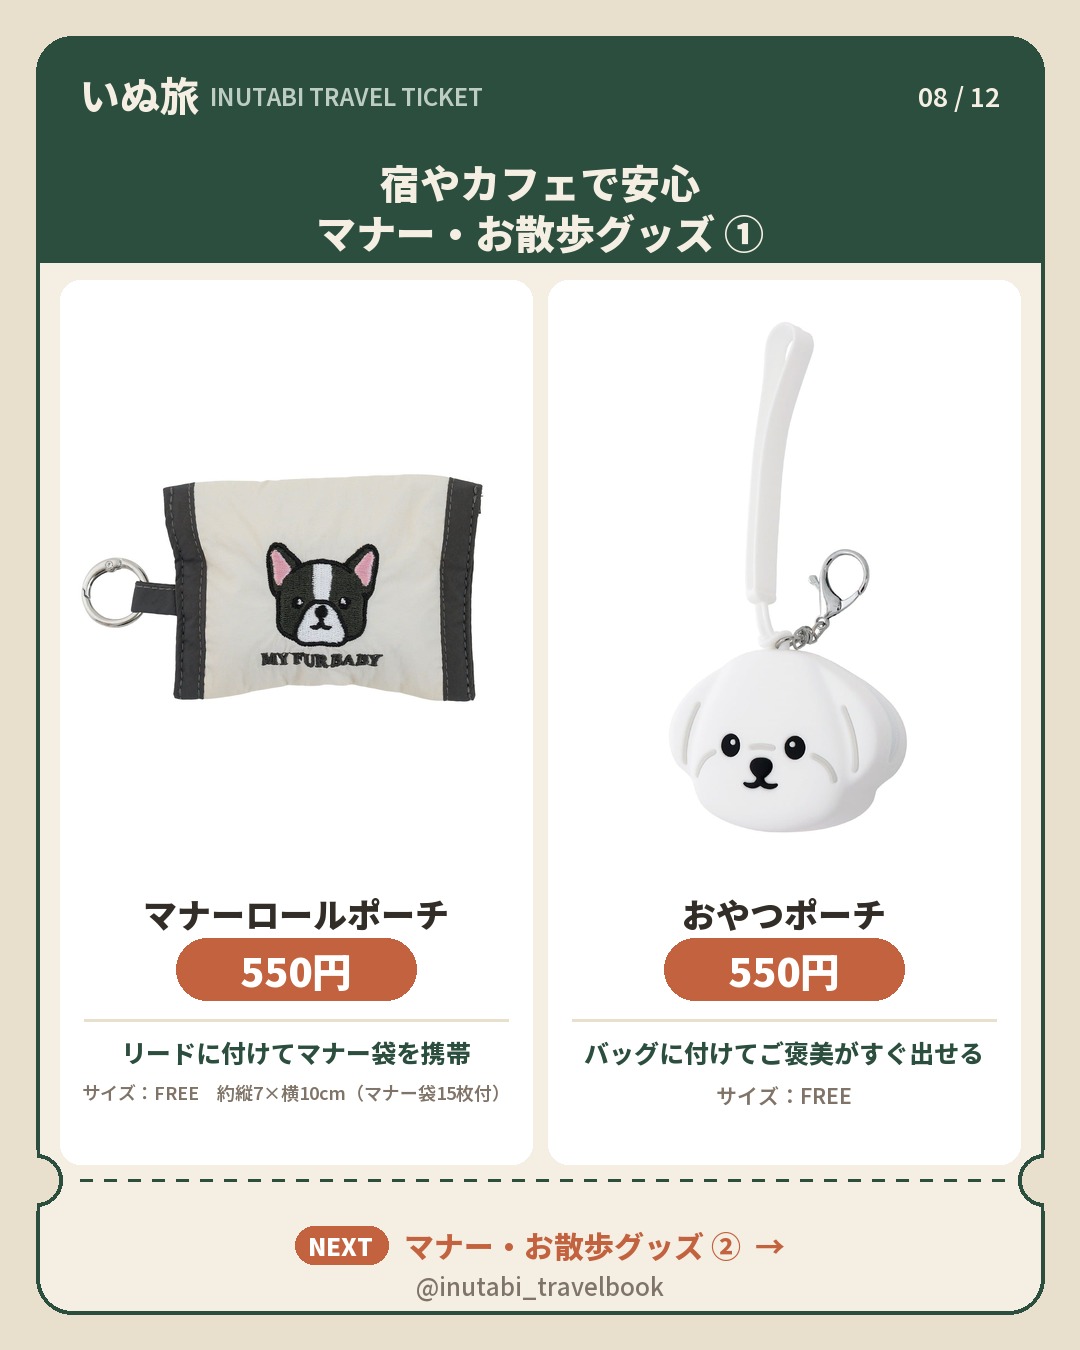 いぬ旅 INUTABI TRAVEL TICKET 08 / 12
宿やカフェで安心
マナー・お散歩グッズ ①
MY FUR BABY
マナーロールポーチ
550円
リードに付けてマナー袋を携帯
サイズ：FREE　約縦7×横10cm（マナー袋15枚付）
おやつポーチ
550円
バッグに付けてご褒美がすぐ出せる
サイズ：FREE
NEXT マナー・お散歩グッズ ② →
@inutabi_travelbook